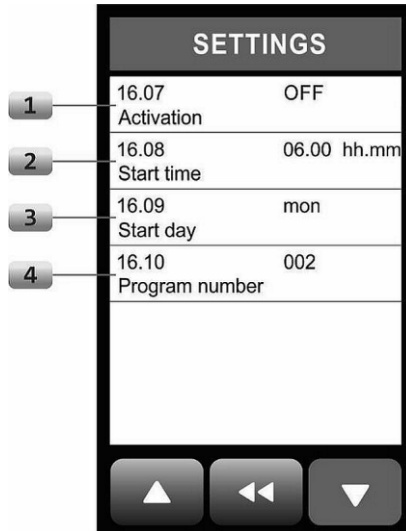 SETTINGS
1
16.07 OFF
Activation
2
16.08 06.00 hh.mm
Start time
3
16.09 mon
Start day
4
16.10 002
Program number